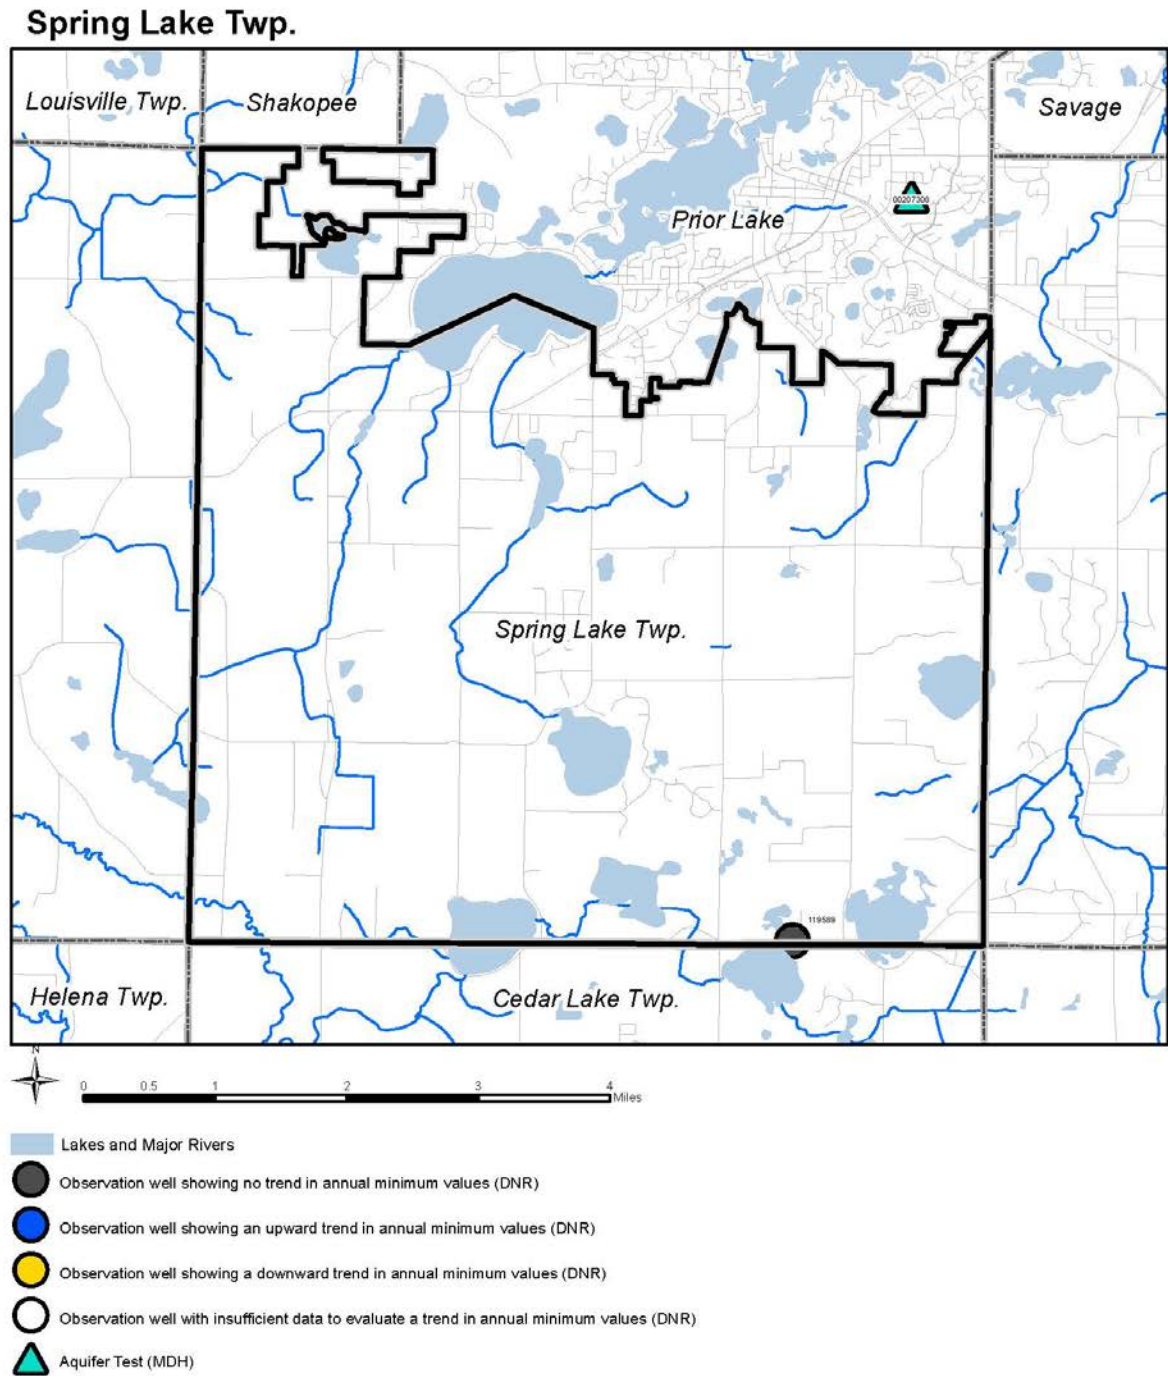 Spring Lake Twp.
Louisville Twp.
Shakopee
Savage
00207300
Prior Lake
Spring Lake Twp.
119589
Helena Twp.
Cedar Lake Twp.
N
0 0.5 1 2 3 4
Miles
Lakes and Major Rivers
Observation well showing no trend in annual minimum values (DNR)
Observation well showing an upward trend in annual minimum values (DNR)
Observation well showing a downward trend in annual minimum values (DNR)
Observation well with insufficient data to evaluate a trend in annual minimum values (DNR)
Aquifer Test (MDH)